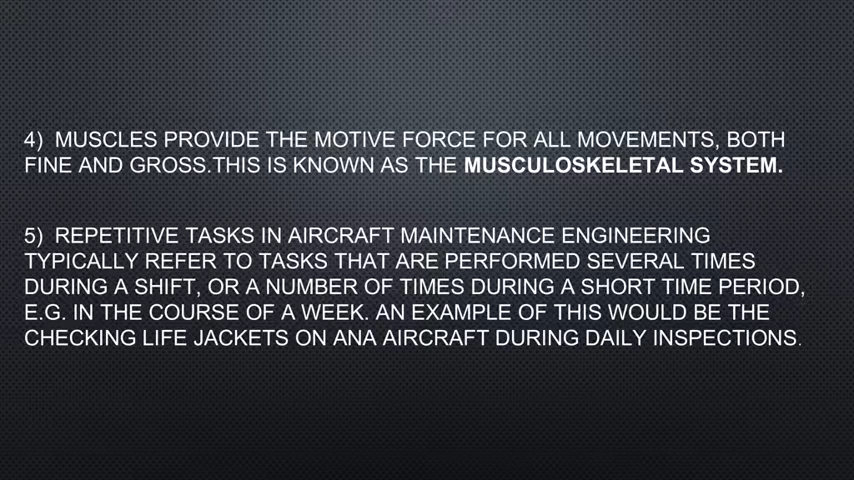 4) MUSCLES PROVIDE THE MOTIVE FORCE FOR ALL MOVEMENTS, BOTH
FINE AND GROSS.THIS IS KNOWN AS THE MUSCULOSKELETAL SYSTEM.
5) REPETITIVE TASKS IN AIRCRAFT MAINTENANCE ENGINEERING
TYPICALLY REFER TO TASKS THAT ARE PERFORMED SEVERAL TIMES
DURING A SHIFT, OR A NUMBER OF TIMES DURING A SHORT TIME PERIOD,
E.G. IN THE COURSE OF A WEEK. AN EXAMPLE OF THIS WOULD BE THE
CHECKING LIFE JACKETS ON ANA AIRCRAFT DURING DAILY INSPECTIONS.